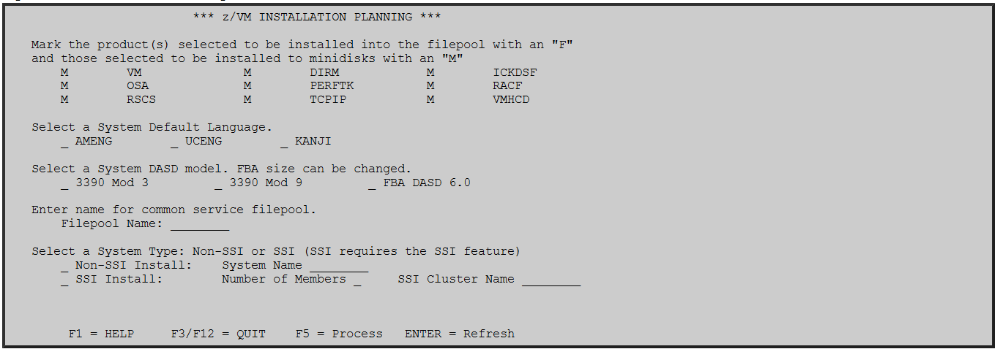 *** z/VM INSTALLATION PLANNING ***
Mark the product(s) selected to be installed into the filepool with an "F"
and those selected to be installed to minidisks with an "M"
M VM M DIRM M ICKDSF
M OSA M PERFTK M RACF
M RSCS M TCPIP M VMHCD
Select a System Default Language.
_ AMENG _ UCENG _ KANJI
Select a System DASD model. FBA size can be changed.
_ 3390 Mod 3 _ 3390 Mod 9 _ FBA DASD 6.0
Enter name for common service filepool.
Filepool Name: ________
Select a System Type: Non-SSI or SSI (SSI requires the SSI feature)
_ Non-SSI Install: System Name ________
_ SSI Install: Number of Members _ SSI Cluster Name ________
F1 = HELP F3/F12 = QUIT F5 = Process ENTER = Refresh